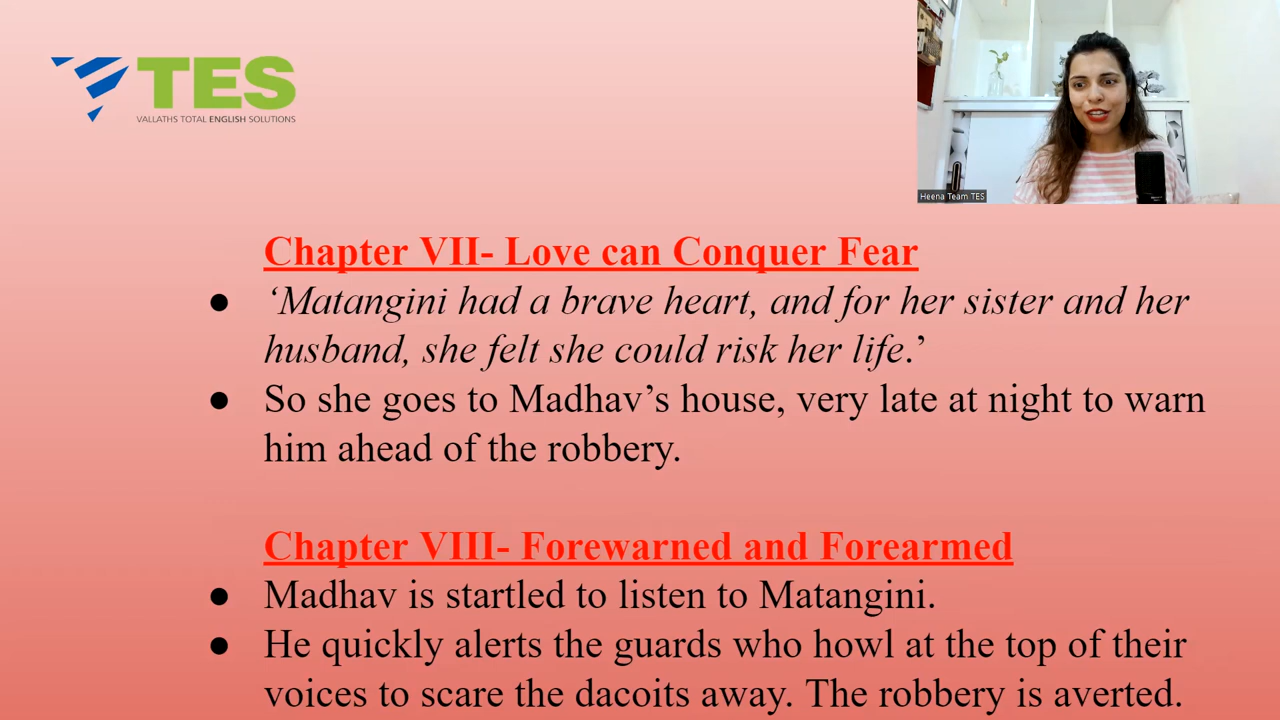 TES
VALLATHS TOTAL ENGLISH SOLUTIONS
Heena Team TES
Chapter VII- Love can Conquer Fear
● ‘Matangini had a brave heart, and for her sister and her
husband, she felt she could risk her life.’
● So she goes to Madhav’s house, very late at night to warn
him ahead of the robbery.
Chapter VIII- Forewarned and Forearmed
● Madhav is startled to listen to Matangini.
● He quickly alerts the guards who howl at the top of their
voices to scare the dacoits away. The robbery is averted.